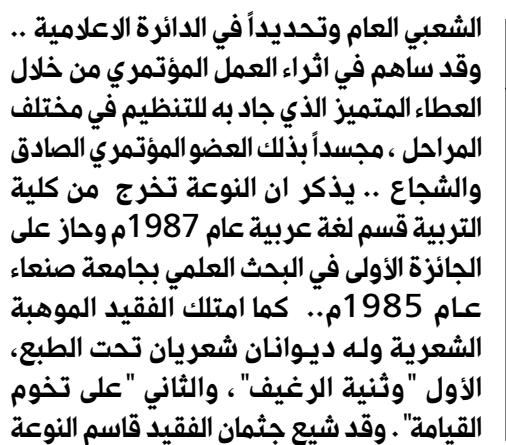 الشعبي العام وتحديداً في الدائرة الاعلامية ..
وقد ساهم في اثراء العمل المؤتمري من خلال
العطاء المتميز الذي جاد به للتنظيم في مختلف
المراحل ، مجسداً بذلك العضو المؤتمري الصادق
والشجاع .. يذكر ان النوعة تخرج من كلية
التربية قسم لغة عربية عام 1987م وحاز على
الجائزة الأولى في البحث العلمي بجامعة صنعاء
عام 1985م.. كما امتلك الفقيد الموهبة
الشعرية وله ديوانان شعريان تحت الطبع،
الأول "وثنية الرغيف" ، والثاني "على تخوم
القيامة" . وقد شيع جثمان الفقيد قاسم النوعة